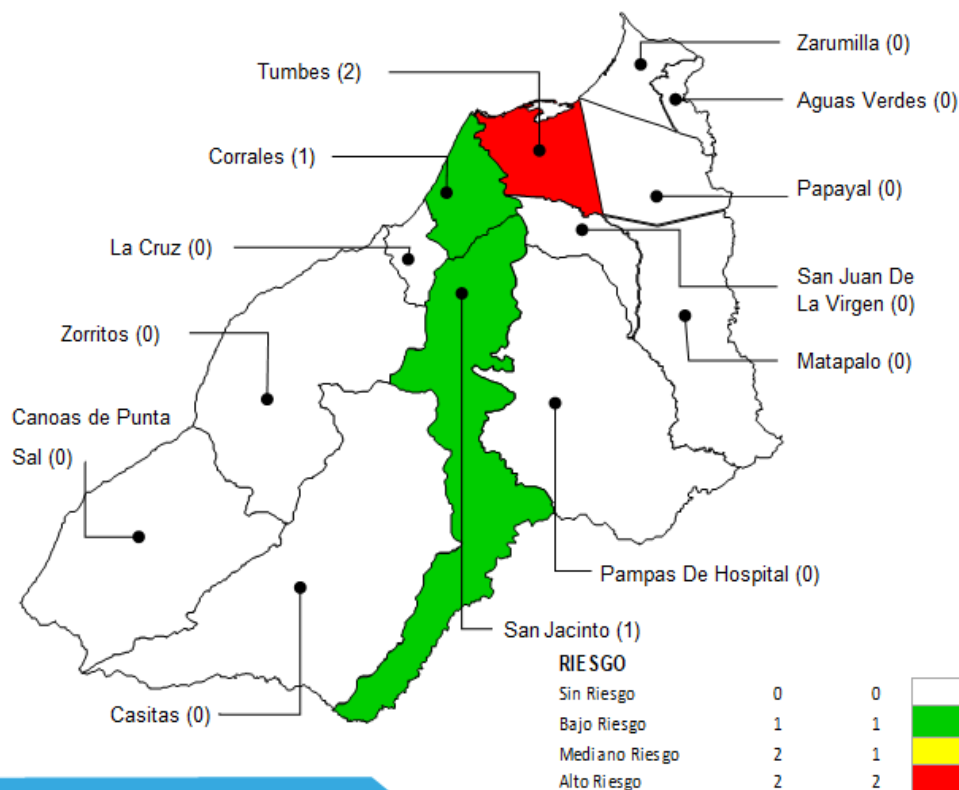 Zarumilla (0)
Tumbes (2)
Aguas Verdes (0)
Corrales (1)
Papayal (0)
La Cruz (0)
San Juan De
La Virgen (0)
Zorritos (0)
Matapalo (0)
Canoas de Punta
Sal (0)
Pampas De Hospital (0)
San Jacinto (1)
Casitas (0)
RIESGO
Sin Riesgo 0 0
Bajo Riesgo 1 1
Mediano Riesgo 2 1
Alto Riesgo 2 2